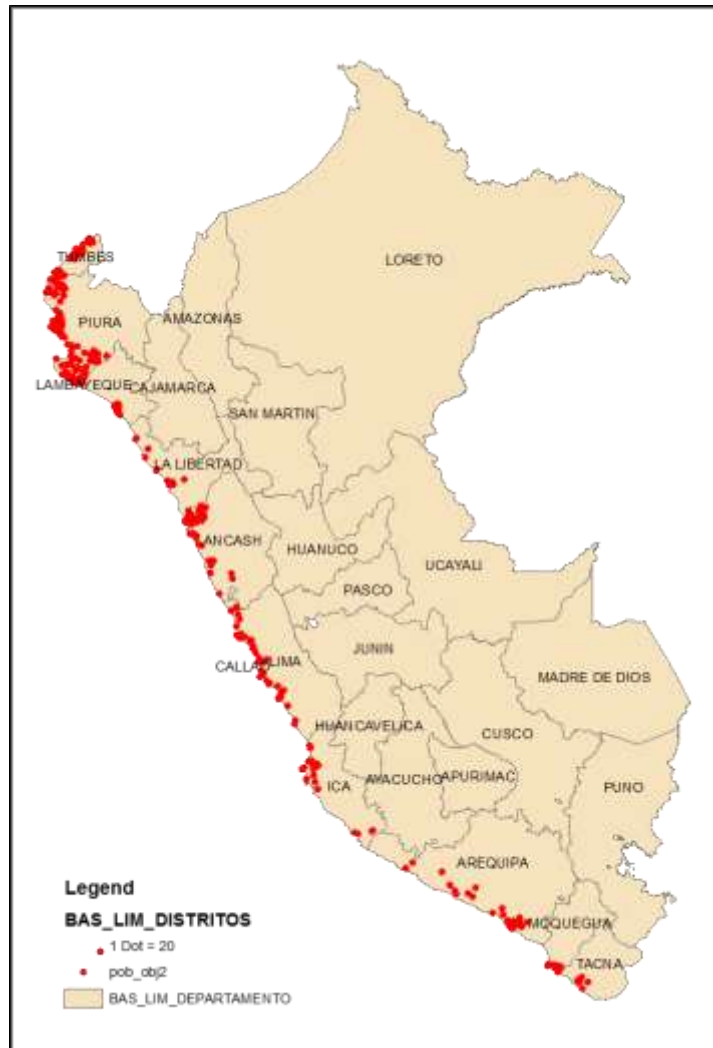 TUMBES
LORETO
PIURA
AMAZONAS
LAMBAYEQUE
CAJAMARCA
SAN MARTIN
LA LIBERTAD
ANCASH
HUANUCO
UCAYALI
PASCO
JUNIN
CALLAO
LIMA
MADRE DE DIOS
HUANCAVELICA
CUSCO
AYACUCHO
APURIMAC
PUNO
ICA
AREQUIPA
MOQUEGUA
TACNA
Legend
BAS_LIM_DISTRITOS
1 Dot = 20
pob_obj2
BAS_LIM_DEPARTAMENTO